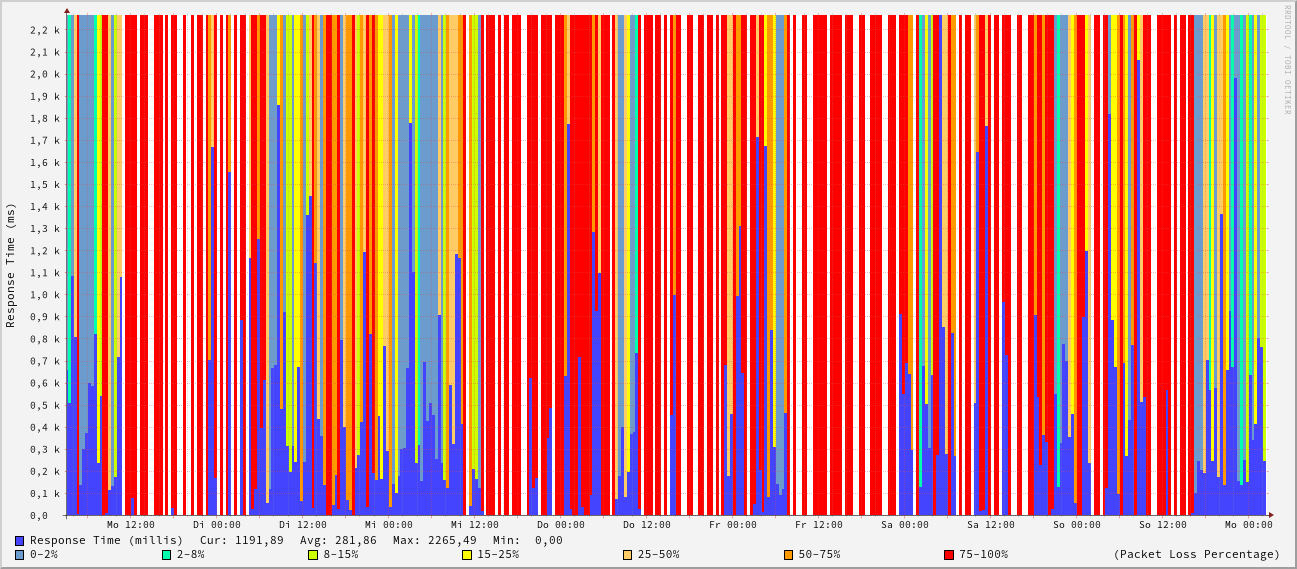 RRDTOOL / TOBI OETIKER
Response Time (ms)
2,2 k
2,1 k
2,0 k
1,9 k
1,8 k
1,7 k
1,6 k
1,5 k
1,4 k
1,3 k
1,2 k
1,1 k
1,0 k
0,9 k
0,8 k
0,7 k
0,6 k
0,5 k
0,4 k
0,3 k
0,2 k
0,1 k
0,0
Mo 12:00 Di 00:00 Di 12:00 Mi 00:00 Mi 12:00 Do 00:00 Do 12:00 Fr 00:00 Fr 12:00 Sa 00:00 Sa 12:00 So 00:00 So 12:00 Mo 00:00
Response Time (millis) Cur: 1191,89 Avg: 281,86 Max: 2265,49 Min: 0,00
0-2% 2-8% 8-15% 15-25% 25-50% 50-75% 75-100% (Packet Loss Percentage)